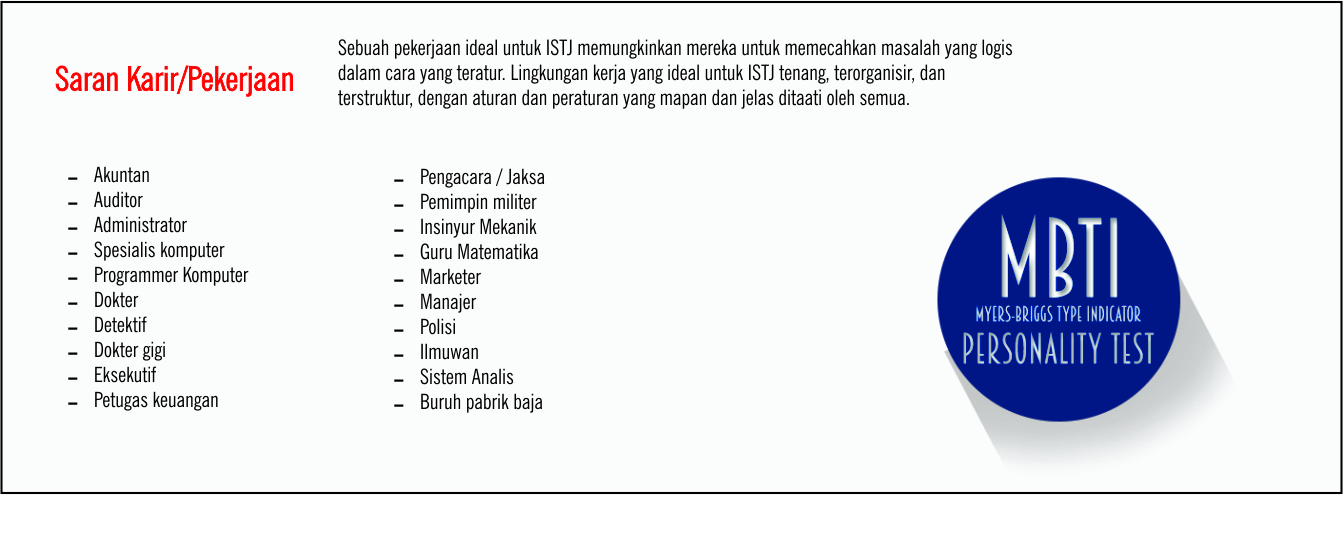 Saran Karir/Pekerjaan
Sebuah pekerjaan ideal untuk ISTJ memungkinkan mereka untuk memecahkan masalah yang logis
dalam cara yang teratur. Lingkungan kerja yang ideal untuk ISTJ tenang, terorganisir, dan
terstruktur, dengan aturan dan peraturan yang mapan dan jelas ditaati oleh semua.
- Akuntan
- Auditor
- Administrator
- Spesialis komputer
- Programmer Komputer
- Dokter
- Detektif
- Dokter gigi
- Eksekutif
- Petugas keuangan
- Pengacara / Jaksa
- Pemimpin militer
- Insinyur Mekanik
- Guru Matematika
- Marketer
- Manajer
- Polisi
- Ilmuwan
- Sistem Analis
- Buruh pabrik baja
MBTI
MYERS-BRIGGS TYPE INDICATOR
PERSONALITY TEST